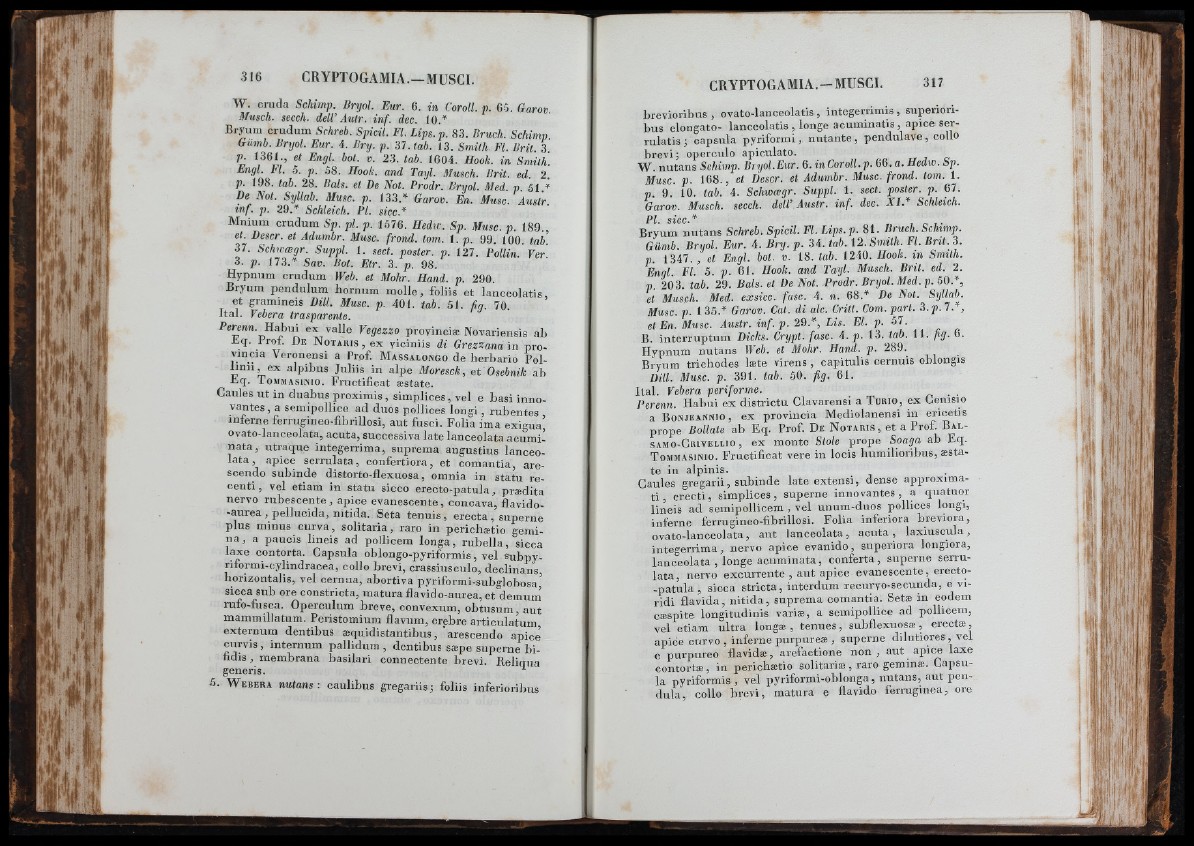 316 CRYPTOGAMIA.—MUSCI.
W. cruda Schimp. Bryol. Eur. 6. in Coroll. p. 65. Garov.
Musch. secch. dell' Autr. inf. dec. 10.*
Bryum crudum Schreb. Spicil. Fl. Lips. p. 83. Bruch. Schimp.
Gümb. Bryol. Eur. 4. Bry. p. 37. tab. 13. Smith Fl. Brit. 3.
p. 1361., et Engl. bot. v. 23. tab. 1604. Hook. in Smith.
Engl. Fl. 5. p. 58. Hook. and Tayl. Musch. Brit. ed. 2.
p. 198. tab. 28. Bals. et De Not. Prodr. Bryol. Med. p. 51.*
De Not. Syllab. Musc. p. 133.* Garov. En. Musc. Austr.
inf. p. 29.* Schleich. Pl. sicc.*
Mnium crudum Sp. pl. p. 1576. Hedw. Sp. Musc. p. 189.,
et. Descr. et Adumbr. Musc. frond. tom. 1. p. 99. 100. tab.
37. Schwægr. Suppl. 1. sect. poster. p. 127. Pollin. Ver.
3. p. 173.* Sav. Bot. Etr. 3. p. 98.
Hypnum crudum Web. et Mohr. Hand. p. 290.
Bryum pendulum hornum molle, foliis et lanceolatis,
et gramineis Dill. Musc. p. 401. tab. 51. fig. 70.
Ital. Vebera trasparente.
Perenn. Habui ex valle Vegezzo provinciæ Novariensis ab
Eq. Prof. De Notaris, ex viciniis di Grezzana in pro-
vincia Veronensi a Prof. Massalongo de herbario Pol-
linii, ex alpibus Juliis in alpe Moresck, et Osebnik ab
Eq. Tommasinio. Fructificat æstate.
Caules ut in duabus proximis, simplices, vel e basi inno-
vantes, a semipollice ad duos pollices longi, rubentes,
inferne ferrugineo-fibrillosi, aut fusci. Folia ima exigua,
ovato-lanceolata, acuta, successiva late lanceolata acumi-
nata, utraque integerrima, suprema angustius lanceo-
lata, apice serrulata, confertiora, et comantia, are-
scendo subinde distorto-flexuosa, omnia in statu re-
centi, vel etiam in statu sicco erecto-patula, prædita
nervo rubescente, apice evanescente, concava, flavido-
-aurea, pellucida, nitida. Seta tenuis, erecta, superne
plus minus curva, solitaria, raro in perichætio gemi-
na, a paucis lineis ad pollicem longa, rubella, sicca
laxe contorta. Capsula oblongo-pyriformis, vel subpy-
riformi-cylindracea, collo brevi, crassiusculo, declinans,
horizontalis, vel cernua, abortiva pyriformi-subglobosa,
sicca sub ore constricta, matura flavido-aurea, et demum
rufo-fusca. Operculum breve, convexum, obtusum, aut
mammillatum. Peristomium flavum, crebre articulatum,
externum dentibus æquidistantibus, arescendo apice
curvis, internum pallidum, dentibus sæpe superne bi-
fidis, membrana basilari connectente brevi. Reliqua
generis.
5. Webera nutans: caulibus gregariis; foliis inferioribus
CRYPTOGAMIA.—MUSCI. 317
brevioribus, ovato-lanceolatis, integerrimis, superiori-
bus elongato- lanceolatis, longe acuminatis, apice ser-
rulatis; capsula pyriformi, nutante, pendulave, collo
brevi; operculo apiculato.
W. nutans Schimp. Bryol. Eur. 6. in Coroll. p. 66. a. Hedw. Sp.
Musc. p. 168., et Descr. et Adumbr. Musc. frond. tom. 1.
p. 9. 10. tab. 4. Schwægr. Suppl. 1. sect. poster. p. 67.
Garov. Musch. secch. dell' Austr. inf. dec. XI.* Schleich.
Pl. sicc.*
Bryum nutans Schreb. Spicil. Fl. Lips. p. 81. Bruch. Schimp.
Gümb. Bryol. Eur. 4. Bry. p. 34. tab. 12. Smith. Fl. Brit. 3.
p. 1347., et Engl. bot. v. 18. tab. 1240. Hook. in Smith.
Engl. Fl. 5. p. 61. Hook. and Tayl. Musch. Brit. ed. 2.
p. 203. tab. 29. Bals. et De Not. Prodr. Bryol. Med. p. 50.*,
et Musch. Med. exsicc. fasc. 4. n. 68.* De Not. Syllab.
Musc. p. 135.* Garov. Cat. di alc. Critt. Com. part. 3. p. 7.*,
et En. Musc. Austr. inf. p. 29.*, Lis. El. p. 57.
B. interruptum Dicks. Crypt. fasc. 4. p. 13. tab. 11. fig. 6.
Hypnum nutans Web. et Mohr. Hand. p. 289.
Bryum trichodes læte virens, capitulis cernuis oblongis
Dill. Musc. p. 391. tab. 50. fig. 61.
Ital. Vebera periforme.
Perenn. Habui ex districtu Clavarensi a Turio, ex Cenisio
a Bonjeannio, ex provincia Mediolanensi in ericetis
prope Bollate ab Eq. Prof. De Notaris, et a Prof. Bal-
samo-Crivellio, ex monte Stole prope Soaga ab Eq.
Tommasinio. Fructificat vere in locis humilioribus, æsta-
te in alpinis.
Caules gregarii, subinde late extensi, dense approxima-
ti, erecti, simplices, superne innovantes, a quatuor
lineis ad semipollicem, vel unum-duos pollices longi,
inferne ferrugineo-fibrillosi. Folia inferiora breviora,
ovato-lanceolata, aut lanceolata, acuta, laxiuscula,
integerrima, nervo apice evanido, superiora longiora,
lanceolata, longe acuminata, conferta, superne serru-
lata, nervo excurrente, aut apice evanescente, erecto-
-patula, sicca stricta, interdum recurvo-secunda, e vi-
ridi flavida, nitida, suprema comantia. Setæ in eodem
cæspite longitudinis variæ, a semipollice ad pollicem,
vel etiam ultra longæ, tenues, subflexuosæ, erectæ,
apice curvo, inferne purpureæ, superne dilutiores, vel
e purpureo flavidæ, arefactione non, aut apice laxe
contortæ, in perichætio solitariæ, raro geminæ. Capsu-
la pyriformis, vel pyriformi-oblonga, nutans, aut pen-
dula, collo brevi, matura e flavido ferruginea, ore